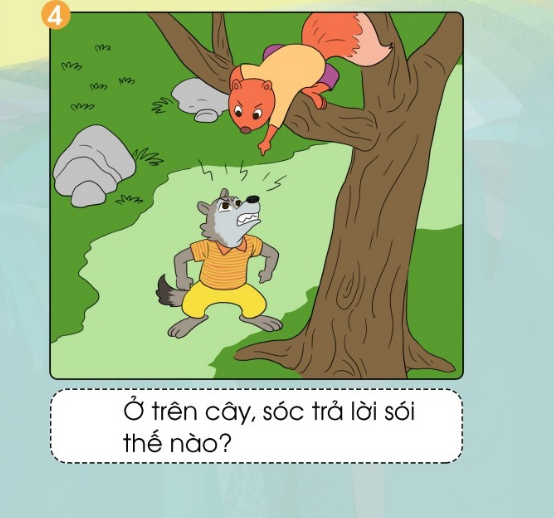 4
Ở trên cây, sóc trả lời sói
thế nào?